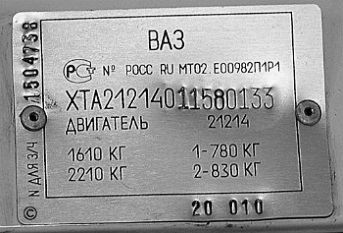 ВАЗ
№ РОСС RU МТ02.Е00982П1Р1
XTA21214011580133
ДВИГАТЕЛЬ 21214
1610 КГ 1-780 КГ
2210 КГ 2-830 КГ
20 010
N ДЛЯ З/Ч 1504738